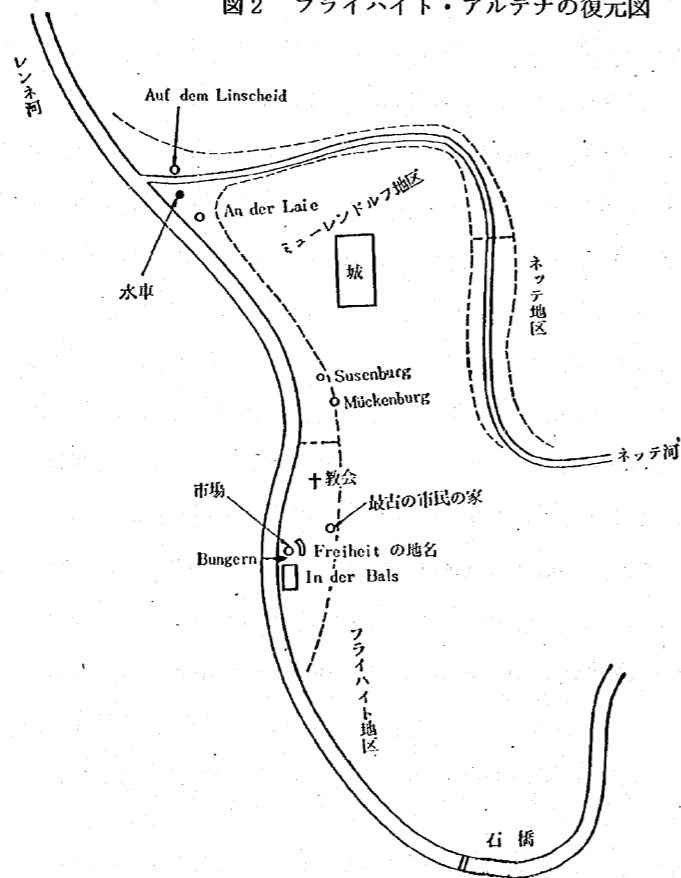 図2 フライハイト・アルテナの復元図
レンネ河
Auf dem Linscheid
An der Laie
ミューレンドルフ地区
城
水車
ネッテ地区
Susenburg
Mückenburg
ネッテ河
教会
市場
最古の市民の家
Freiheit の地名
Bungern
In der Bals
フライハイト地区
石橋